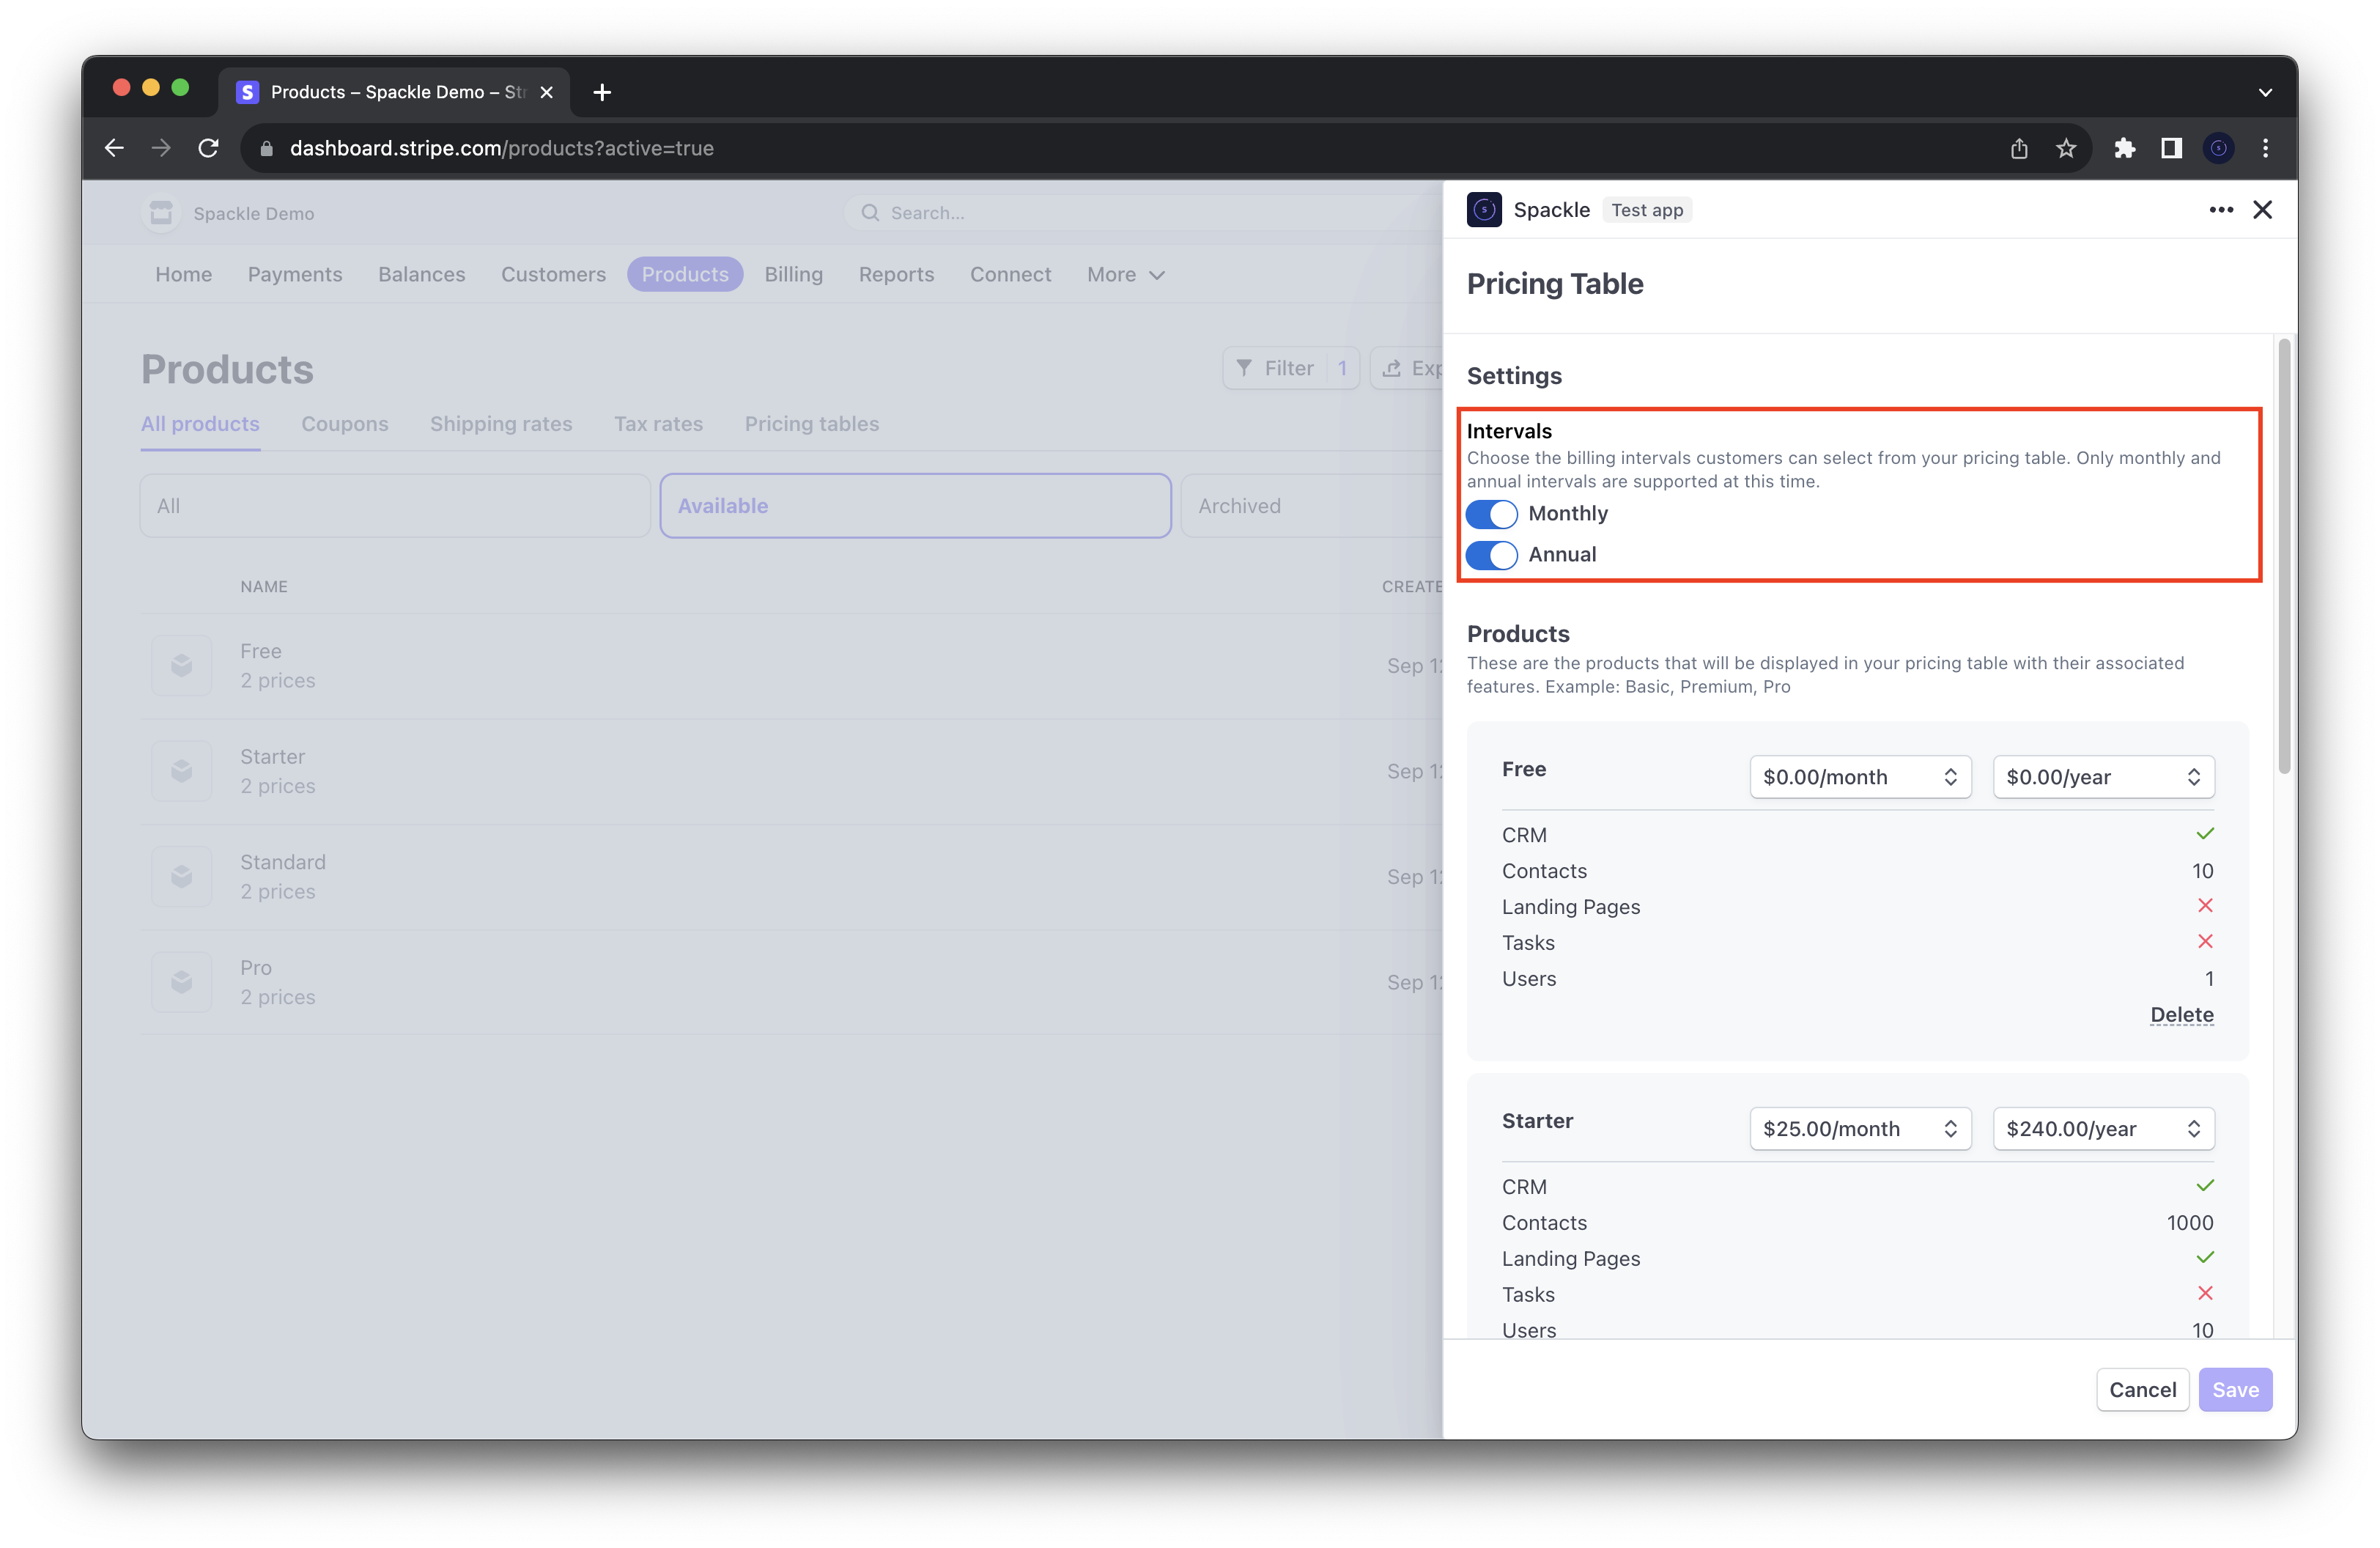 Products – Spackle Demo – St
dashboard.stripe.com/products?active=true
Spackle Demo
Search...
Home Payments Balances Customers Products Billing Reports Connect More
Products
Filter 1 Exp
All products Coupons Shipping rates Tax rates Pricing tables
All Available Archived
NAME CREATE
Free
2 prices
Sep 12
Starter
2 prices
Sep 12
Standard
2 prices
Sep 12
Pro
2 prices
Sep 12
Spackle Test app
Pricing Table
Settings
Intervals
Choose the billing intervals customers can select from your pricing table. Only monthly and
annual intervals are supported at this time.
Monthly
Annual
Products
These are the products that will be displayed in your pricing table with their associated
features. Example: Basic, Premium, Pro
Free $0.00/month $0.00/year
CRM
Contacts 10
Landing Pages
Tasks
Users 1
Delete
Starter $25.00/month $240.00/year
CRM
Contacts 1000
Landing Pages
Tasks
Users 10
Cancel Save